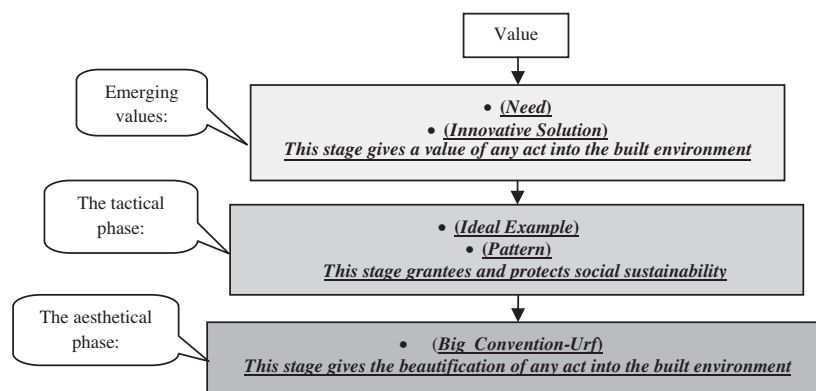 Value
Emerging
values:
• (Need)
• (Innovative Solution)
This stage gives a value of any act into the built environment
The tactical
phase:
• (Ideal Example)
• (Pattern)
This stage grantees and protects social sustainability
The aesthetical
phase:
• (Big Convention-Urf)
This stage gives the beautification of any act into the built environment